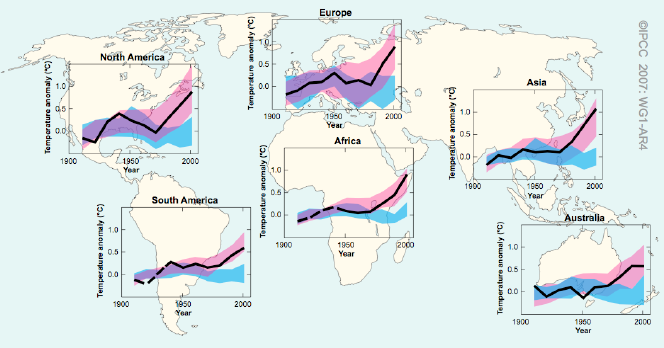 Europe
Temperature anomaly (°C)
1.0
0.5
0.0
1900
1950
2000
Year
North America
Temperature anomaly (°C)
1.0
0.5
0.0
1900
1950
2000
Year
Asia
Temperature anomaly (°C)
1.0
0.5
0.0
1900
1950
2000
Year
Africa
Temperature anomaly (°C)
1.0
0.5
0.0
1900
1950
2000
Year
South America
Temperature anomaly (°C)
1.0
0.5
0.0
1900
1950
2000
Year
Australia
Temperature anomaly (°C)
1.0
0.5
0.0
1900
1950
2000
Year
©IPCC 2007: WG1-AR4